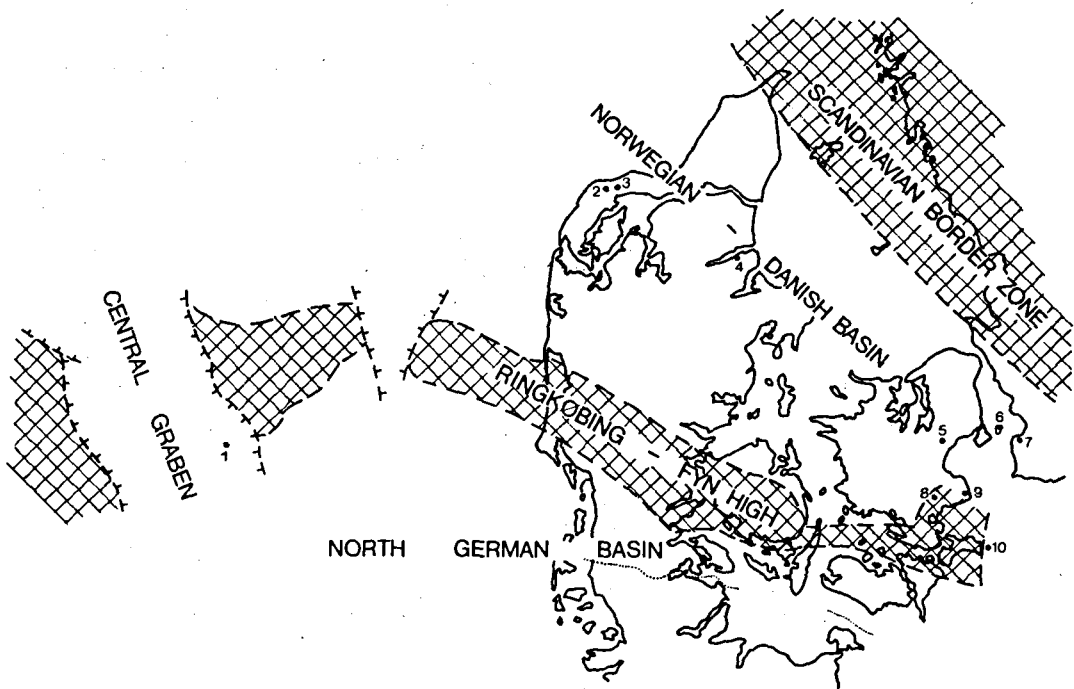 SCANDINAVIAN BORDER ZONE
NORWEGIAN
DANISH BASIN
2 3
4
CENTRAL
GRABEN
1
RINGKØBING
FYN HIGH
5
6
7
8
9
10
NORTH GERMAN BASIN